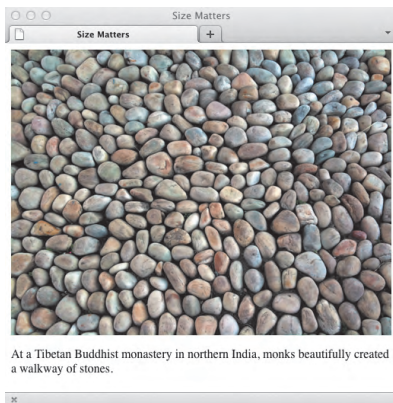 Size Matters
Size Matters
At a Tibetan Buddhist monastery in northern India, monks beautifully created
a walkway of stones.